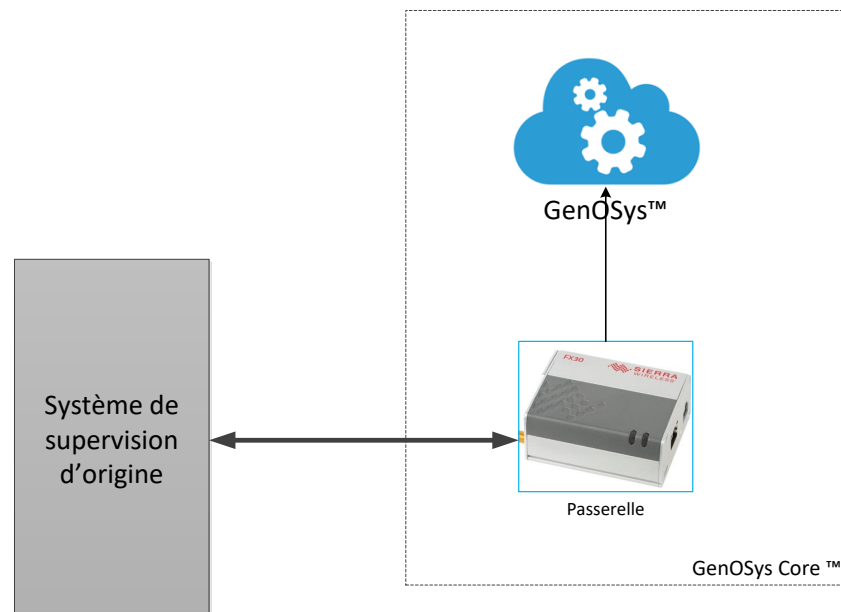 GenOSys™
FX30
SIERRA
WIRELESS
Système de
supervision
d'origine
Passerelle
GenOSys Core ™